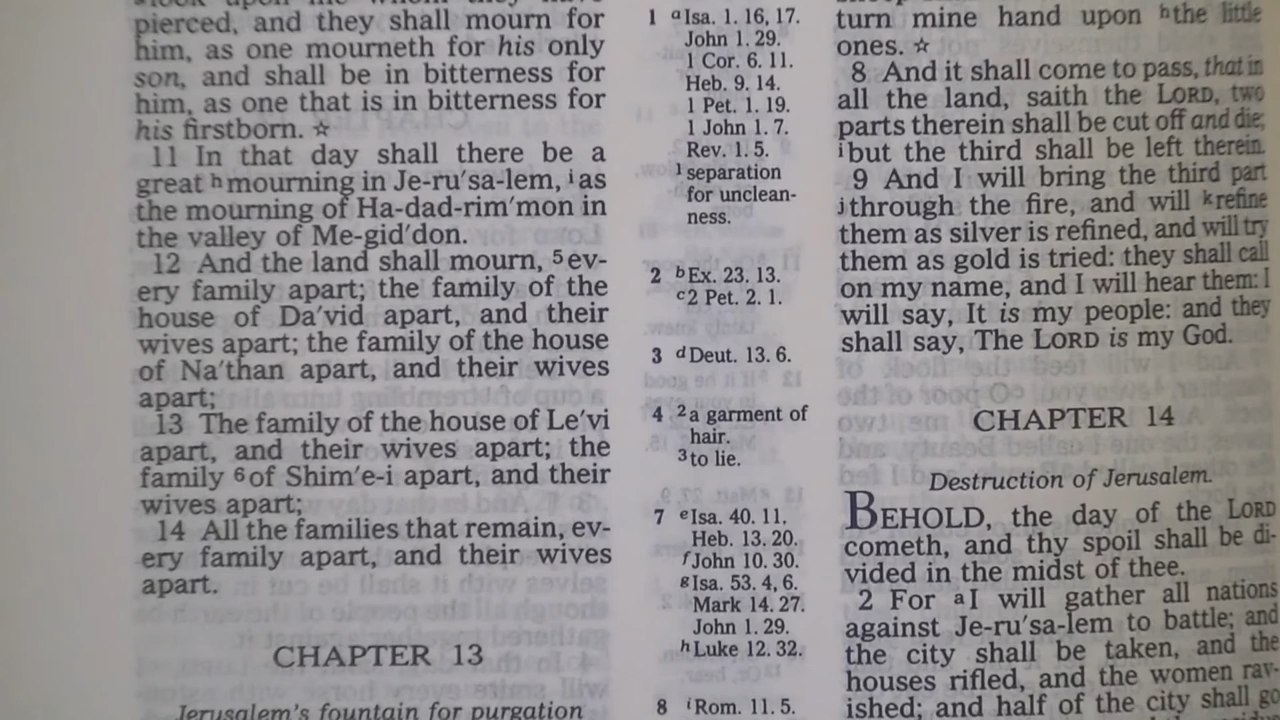 pierced, and they shall mourn for
him, as one mourneth for his only
son, and shall be in bitterness for
him, as one that is in bitterness for
his firstborn. ☆
11 In that day shall there be a
great h mourning in Je-ru′sa-lem, i as
the mourning of Ha-dad-rim′mon in
the valley of Me-gid′don.
12 And the land shall mourn, 5 ev-
ery family apart; the family of the
house of Da′vid apart, and their
wives apart; the family of the house
of Na′than apart, and their wives
apart;
13 The family of the house of Le′vi
apart, and their wives apart; the
family 6 of Shim′e-i apart, and their
wives apart;
14 All the families that remain, ev-
ery family apart, and their wives
apart.
CHAPTER 13
Jerusalem's fountain for purgation
1 a Isa. 1. 16, 17.
John 1. 29.
1 Cor. 6. 11.
Heb. 9. 14.
1 Pet. 1. 19.
1 John 1. 7.
Rev. 1. 5.
1 separation
for unclean-
ness.
2 b Ex. 23. 13.
c 2 Pet. 2. 1.
3 d Deut. 13. 6.
4 2 a garment of
hair.
3 to lie.
7 e Isa. 40. 11.
Heb. 13. 20.
f John 10. 30.
g Isa. 53. 4, 6.
Mark 14. 27.
John 1. 29.
h Luke 12. 32.
8 i Rom. 11. 5.
turn mine hand upon h the little
ones. ☆
8 And it shall come to pass, that in
all the land, saith the LORD, two
parts therein shall be cut off and die;
i but the third shall be left therein.
9 And I will bring the third part
j through the fire, and will k refine
them as silver is refined, and will try
them as gold is tried: they shall call
on my name, and I will hear them: I
will say, It is my people: and they
shall say, The LORD is my God.
CHAPTER 14
Destruction of Jerusalem.
BEHOLD, the day of the LORD
cometh, and thy spoil shall be di-
vided in the midst of thee.
2 For a I will gather all nations
against Je-ru′sa-lem to battle; and
the city shall be taken, and the
houses rifled, and the women rav-
ished; and half of the city shall go